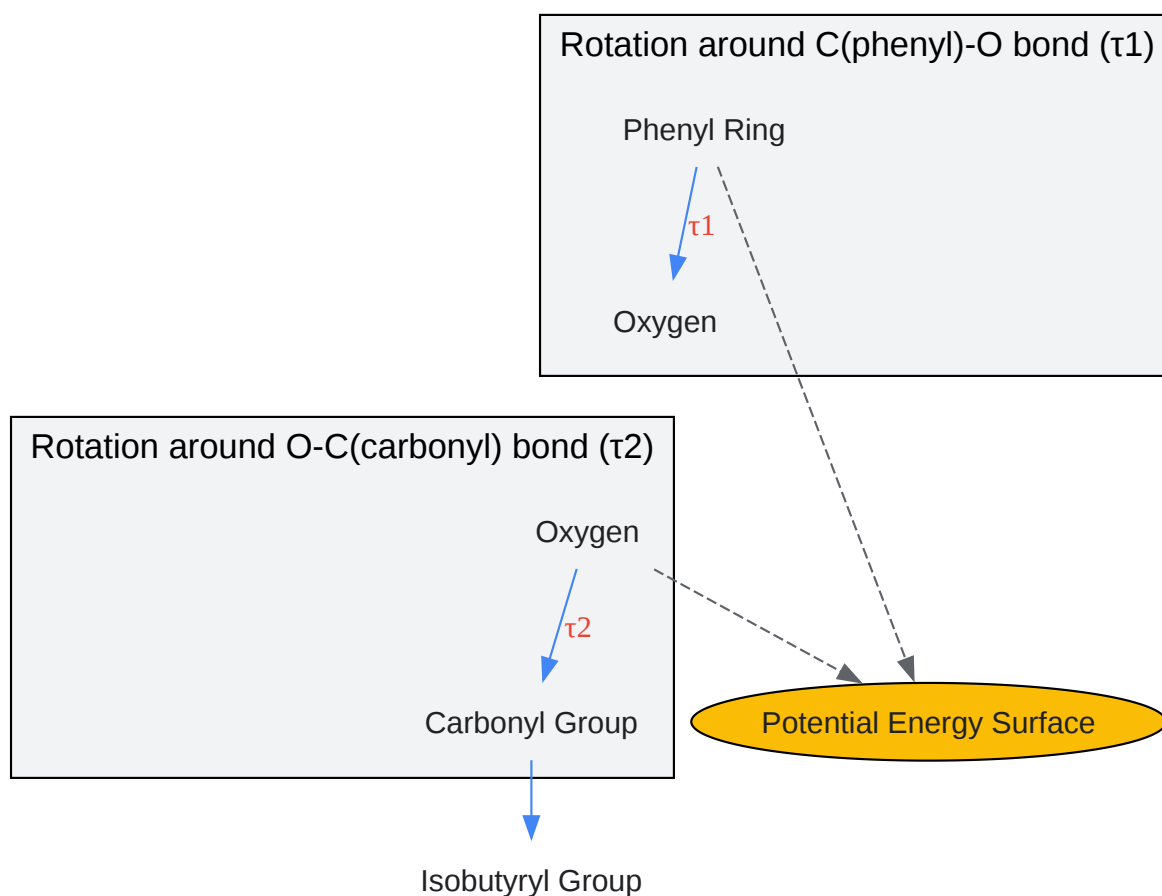 Rotation around C(phenyl)-O bond (τ1)
Phenyl Ring
τ1
Oxygen
Rotation around O-C(carbonyl) bond (τ2)
Oxygen
τ2
Carbonyl Group
Potential Energy Surface
Isobutyryl Group